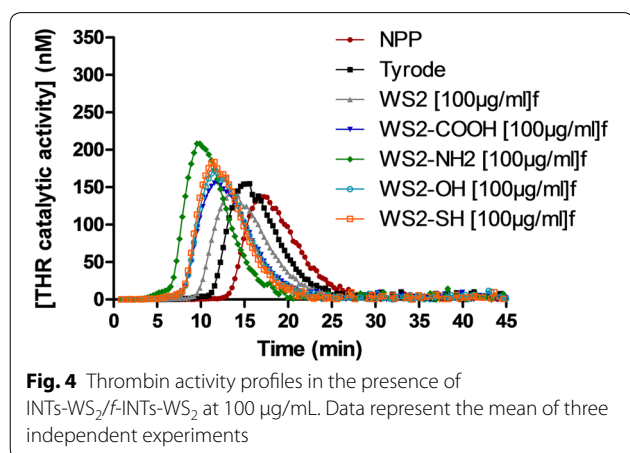 [THR catalytic activity] (nM)
350
300
250
200
150
100
50
0
NPP
Tyrode
WS2 [100µg/ml]f
WS2-COOH [100µg/ml]f
WS2-NH2 [100µg/ml]f
WS2-OH [100µg/ml]f
WS2-SH [100µg/ml]f
0 5 10 15 20 25 30 35 40 45
Time (min)
Fig. 4 Thrombin activity profiles in the presence of
INTs-WS₂/f-INTs-WS₂ at 100 µg/mL. Data represent the mean of three
independent experiments